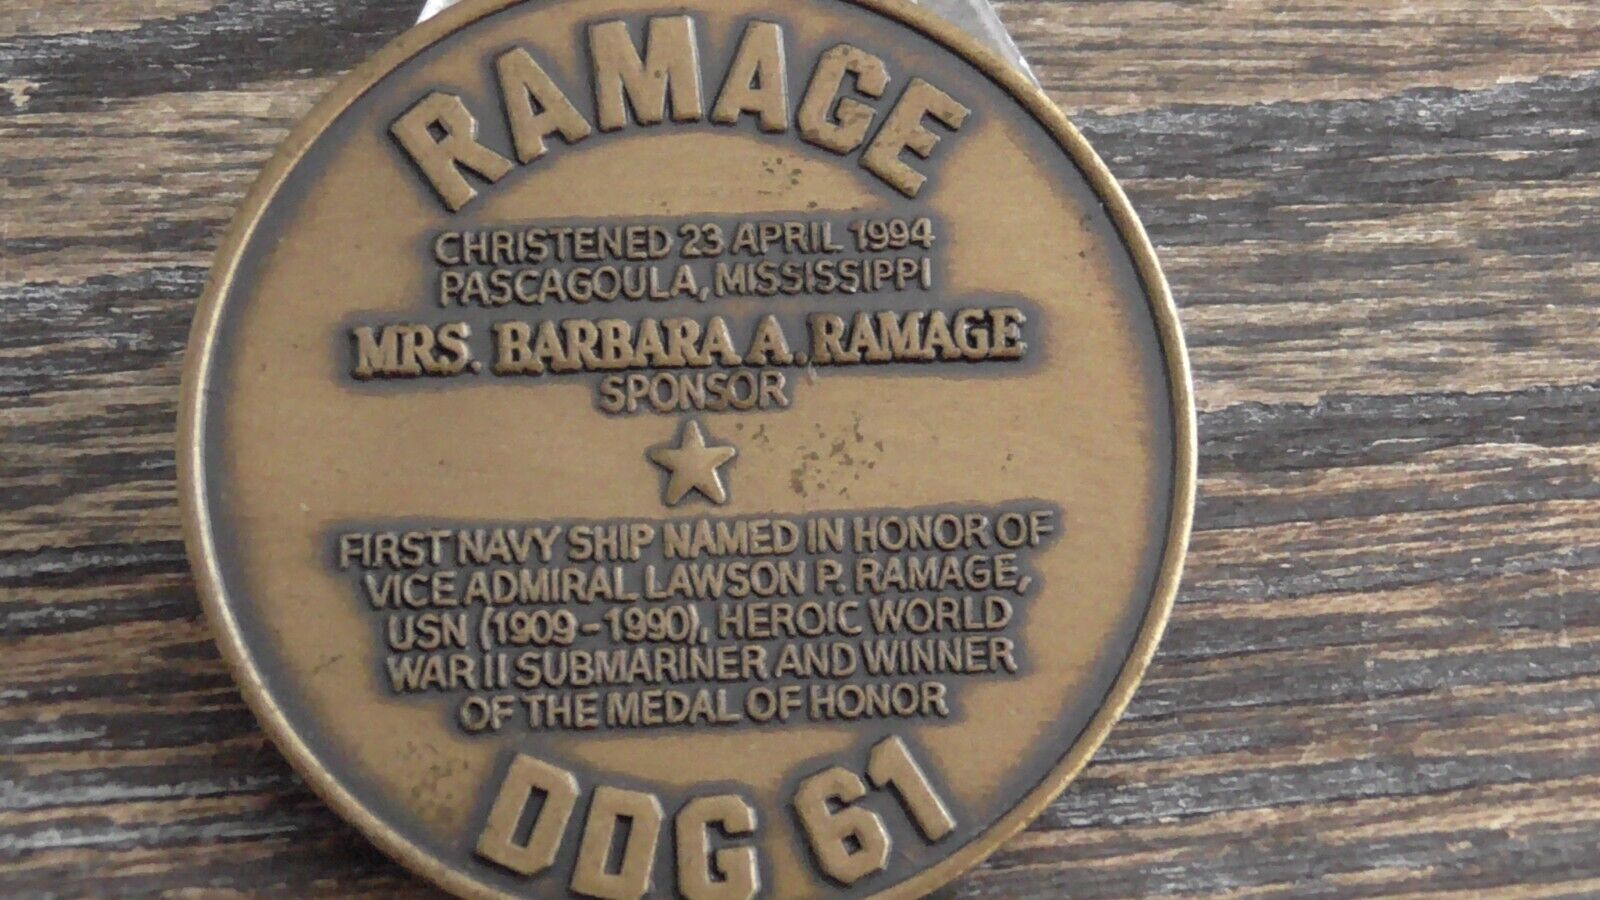 RAMAGE
CHRISTENED 23 APRIL 1994
PASCAGOULA, MISSISSIPPI
MRS. BARBARA A. RAMAGE
SPONSOR
FIRST NAVY SHIP NAMED IN HONOR OF
VICE ADMIRAL LAWSON P. RAMAGE,
USN (1909-1990), HEROIC WORLD
WAR II SUBMARINER AND WINNER
OF THE MEDAL OF HONOR
DDG 61